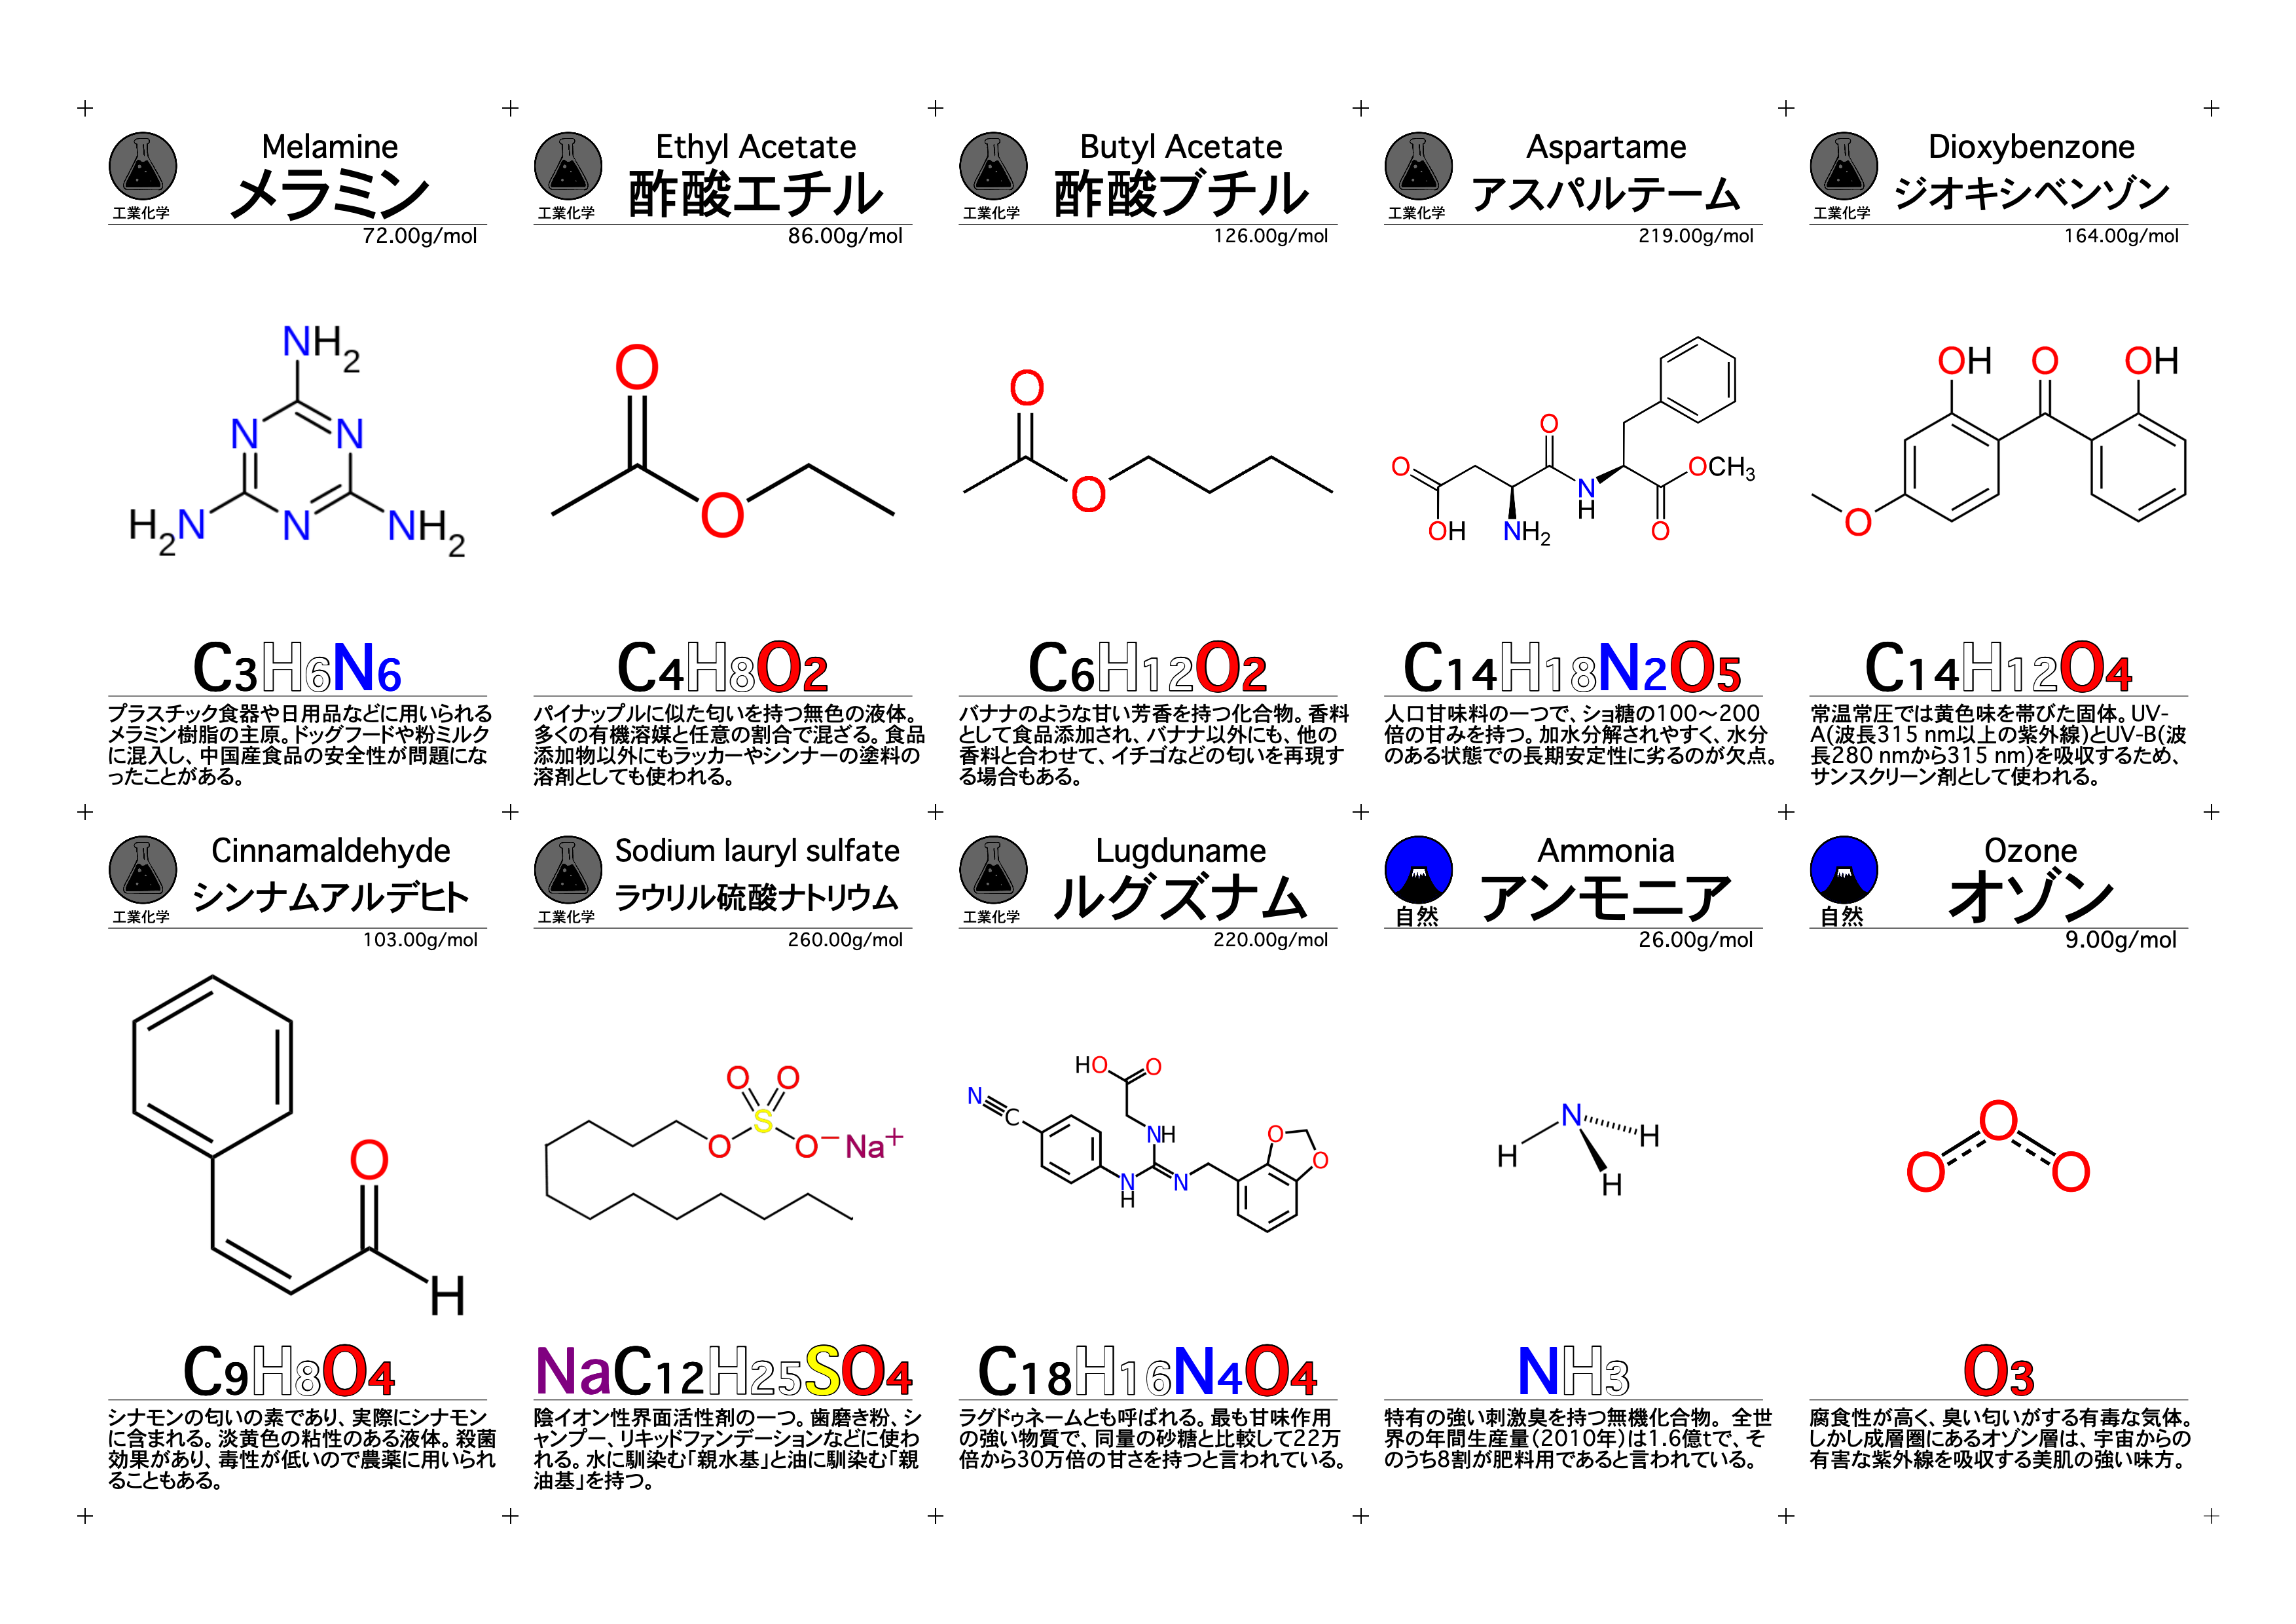 Melamine
メラミン
工業化学
72.00g/mol
NH2
N
N
H2N
N
NH2
C3H6N6
プラスチック食器や日用品などに用いられる
メラミン樹脂の主原。ドッグフードや粉ミルク
に混入し、中国産食品の安全性が問題にな
ったことがある。
Ethyl Acetate
酢酸エチル
工業化学
86.00g/mol
O
O
C4H8O2
パイナップルに似た匂いを持つ無色の液体。
多くの有機溶媒と任意の割合で混ざる。食品
添加物以外にもラッカーやシンナーの塗料の
溶剤としても使われる。
Butyl Acetate
酢酸ブチル
工業化学
126.00g/mol
O
O
C6H12O2
バナナのような甘い芳香を持つ化合物。香料
として食品添加され、バナナ以外にも、他の
香料と合わせて、イチゴなどの匂いを再現す
る場合もある。
Aspartame
アスパルテーム
工業化学
219.00g/mol
O
O
OCH3
N
H
OH
NH2
O
C14H18N2O5
人口甘味料の一つで、ショ糖の100～200
倍の甘みを持つ。加水分解されやすく、水分
のある状態での長期安定性に劣るのが欠点。
Dioxybenzone
ジオキシベンゾン
工業化学
164.00g/mol
OH
O
OH
O
C14H12O4
常温常圧では黄色味を帯びた固体。UV-
A(波長315 nm以上の紫外線)とUV-B(波
長280 nmから315 nm)を吸収するため、
サンスクリーン剤として使われる。
Cinnamaldehyde
シンナムアルデヒト
工業化学
103.00g/mol
O
H
C9H8O4
シナモンの匂いの素であり、実際にシナモン
に含まれる。淡黄色の粘性のある液体。殺菌
効果があり、毒性が低いので農薬に用いられ
ることもある。
Sodium lauryl sulfate
ラウリル硫酸ナトリウム
工業化学
260.00g/mol
O
O
S
O
O−Na+
NaC12H25SO4
陰イオン性界面活性剤の一つ。歯磨き粉、シ
ャンプー、リキッドファンデーションなどに使わ
れる。水に馴染む「親水基」と油に馴染む「親
油基」を持つ。
Lugduname
ルグズナム
工業化学
220.00g/mol
HO
O
N
C
NH
O
O
N
H
N
C18H16N4O4
ラグドゥネームとも呼ばれる。最も甘味作用
の強い物質で、同量の砂糖と比較して22万
倍から30万倍の甘さを持つと言われている。
Ammonia
アンモニア
自然
26.00g/mol
N
H
H
H
NH3
特有の強い刺激臭を持つ無機化合物。全世
界の年間生産量（2010年）は1.6億tで、そ
のうち8割が肥料用であると言われている。
Ozone
オゾン
自然
9.00g/mol
O
O
O
O3
腐食性が高く、臭い匂いがする有毒な気体。
しかし成層圏にあるオゾン層は、宇宙からの
有害な紫外線を吸収する美肌の強い味方。